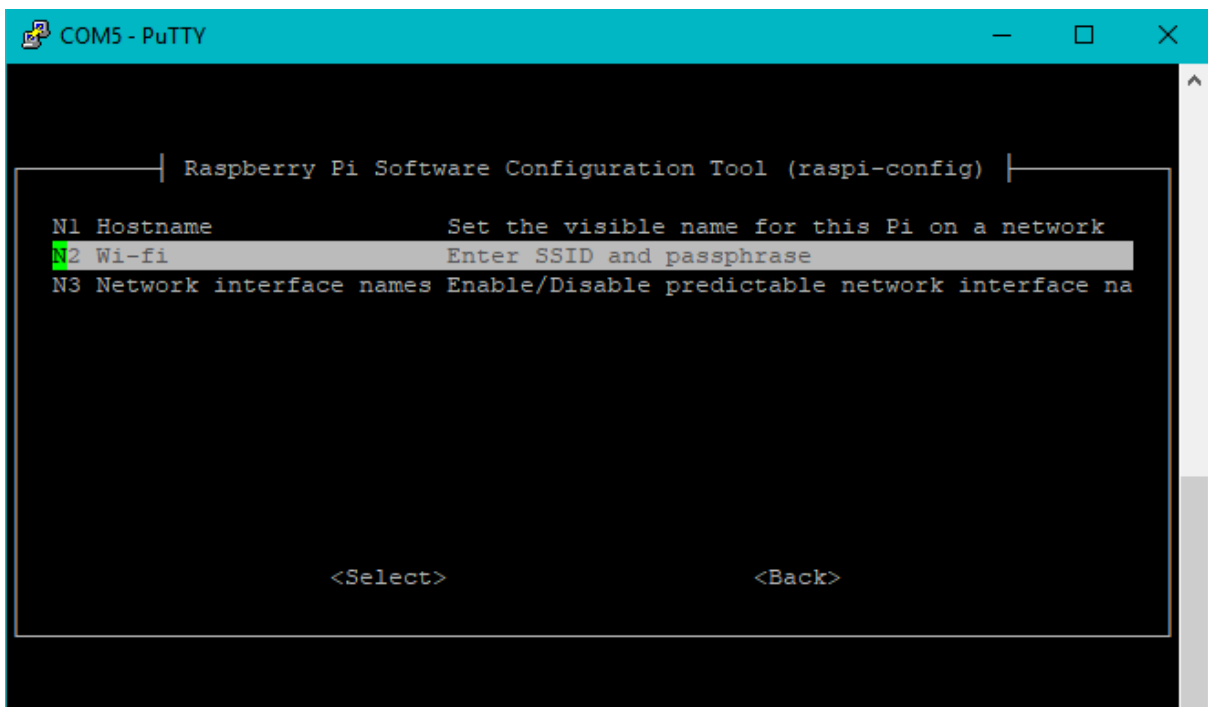 COM5 - PuTTY
Raspberry Pi Software Configuration Tool (raspi-config)
N1 Hostname Set the visible name for this Pi on a network
N2 Wi-fi Enter SSID and passphrase
N3 Network interface names Enable/Disable predictable network interface na
<Select> <Back>